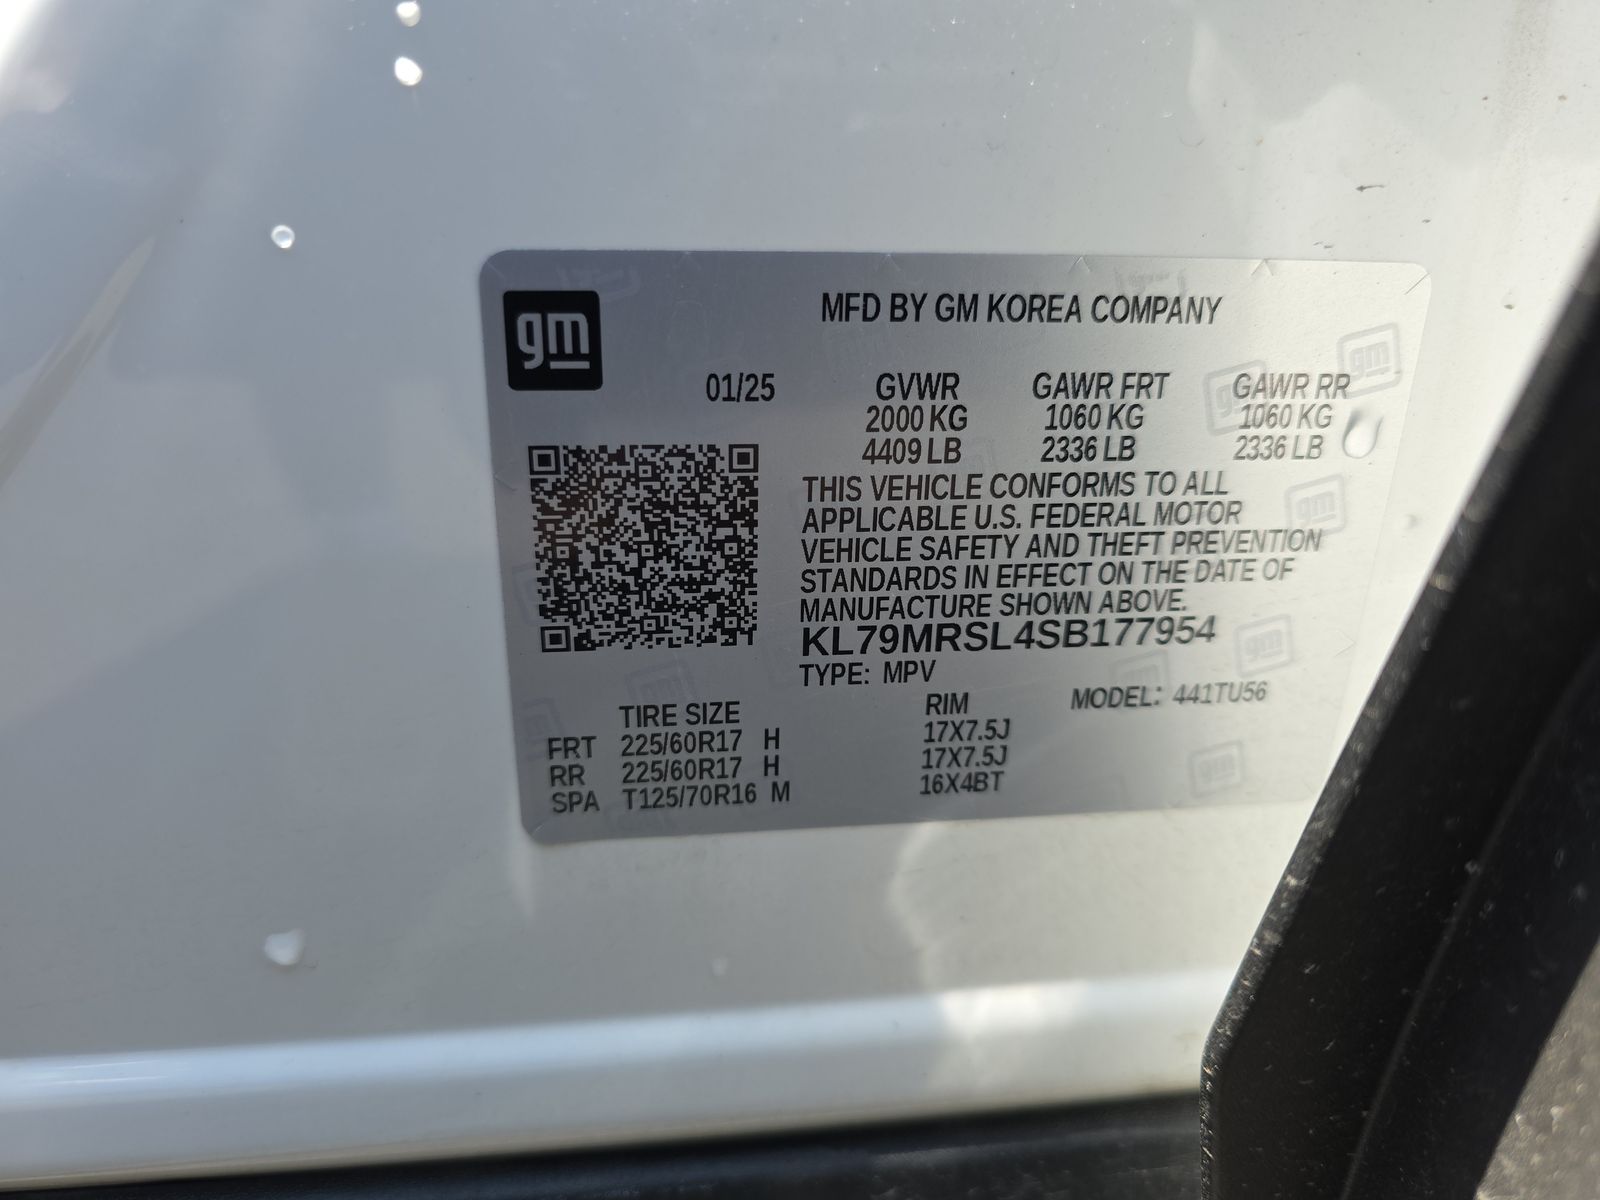 gm
MFD BY GM KOREA COMPANY
01/25 GVWR GAWR FRT GAWR RR
2000 KG 1060 KG 1060 KG
4409 LB 2336 LB 2336 LB
THIS VEHICLE CONFORMS TO ALL
APPLICABLE U.S. FEDERAL MOTOR
VEHICLE SAFETY AND THEFT PREVENTION
STANDARDS IN EFFECT ON THE DATE OF
MANUFACTURE SHOWN ABOVE.
KL79MRSL4SB177954
TYPE: MPV
TIRE SIZE RIM MODEL: 441TU56
FRT 225/60R17 H 17X7.5J
RR 225/60R17 H 17X7.5J
SPA T125/70R16 M 16X4BT